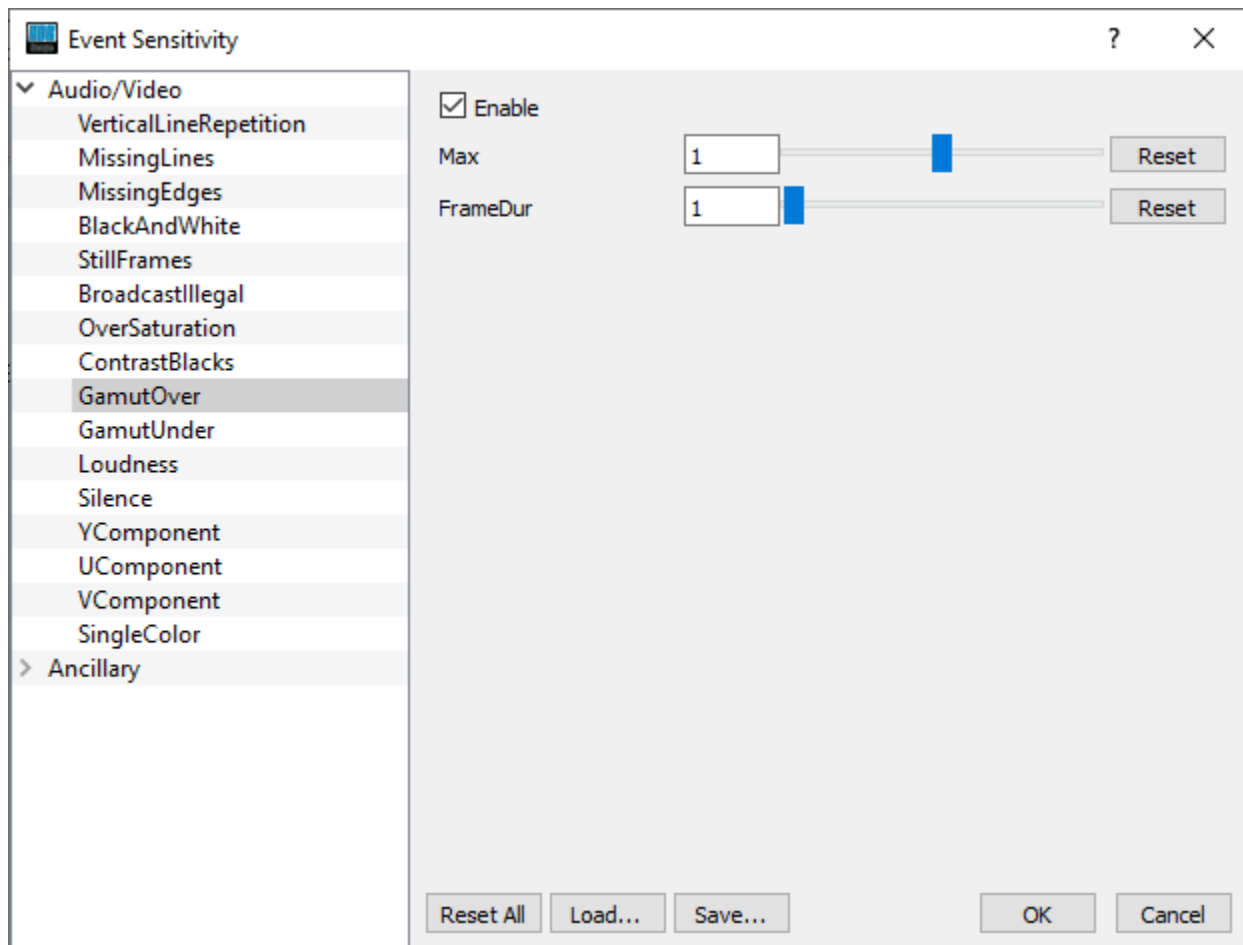 Event Sensitivity ?
Audio/Video
VerticalLineRepetition
MissingLines
MissingEdges
BlackAndWhite
StillFrames
BroadcastIllegal
OverSaturation
ContrastBlacks
GamutOver
GamutUnder
Loudness
Silence
YComponent
UComponent
VComponent
SingleColor
Ancillary
Enable
Max 1 Reset
FrameDur 1 Reset
Reset All Load... Save... OK Cancel